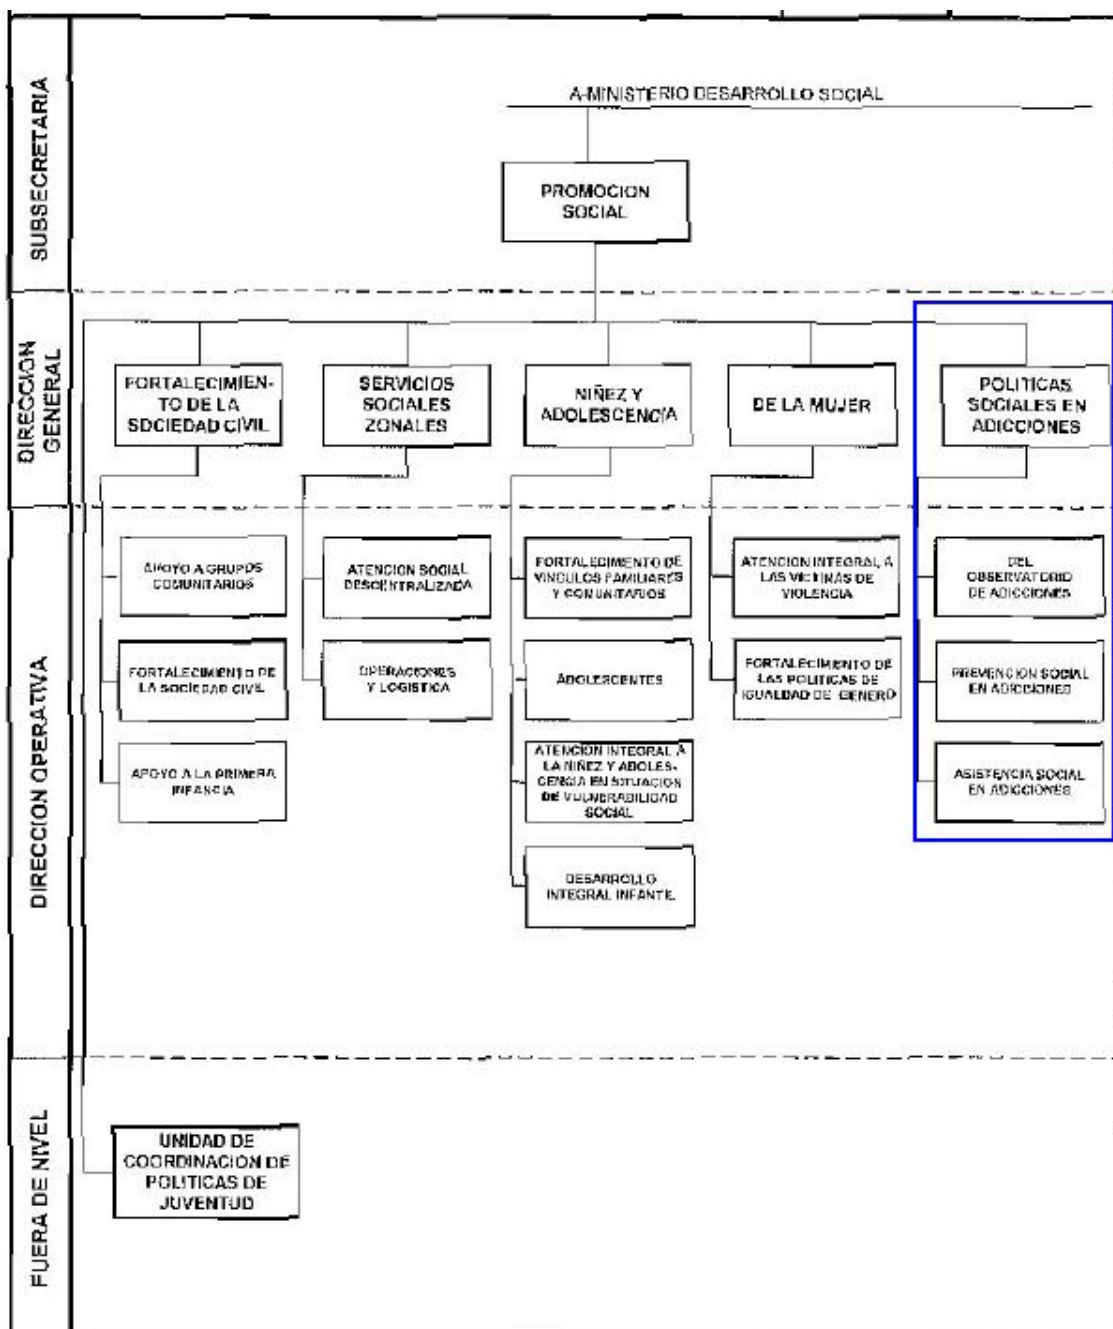 SUBSECRETARIA
A-MINISTERIO DESARROLLO SOCIAL
PROMOCION
SOCIAL
DIRECCION
GENERAL
FORTALECIMIEN-
TO DE LA
SOCIEDAD CIVIL
SERVICIOS
SOCIALES
ZONALES
NIÑEZ Y
ADOLESCENCIA
DE LA MUJER
POLITICAS
SOCIALES EN
ADICCIONES
DIRECCION OPERATIVA
APOYO A GRUPOS
COMUNITARIOS
FORTALECIMIENTO DE
LA SOCIEDAD CIVIL
APOYO A LA PRIMERA
INFANCIA
ATENCION SOCIAL
DESCENTRALIZADA
OPERACIONES
Y LOGISTICA
FORTALECIMIENTO DE
VINCULOS FAMILIARES
Y COMUNITARIOS
ADOLESCENTES
ATENCION INTEGRAL A
LA NIÑEZ Y ADOLES-
CENCIA EN SITUACION
DE VULNERABILIDAD
SOCIAL
DESARROLLO
INTEGRAL INFANTIL
ATENCION INTEGRAL A
LAS VICTIMAS DE
VIOLENCIA
FORTALECIMIENTO DE
LAS POLITICAS DE
IGUALDAD DE GENERO
DEL
OBSERVATORIO
DE ADICCIONES
PREVENCION SOCIAL
EN ADICCIONES
ASISTENCIA SOCIAL
EN ADICCIONES
FUERA DE NIVEL
UNIDAD DE
COORDINACION DE
POLITICAS DE
JUVENTUD